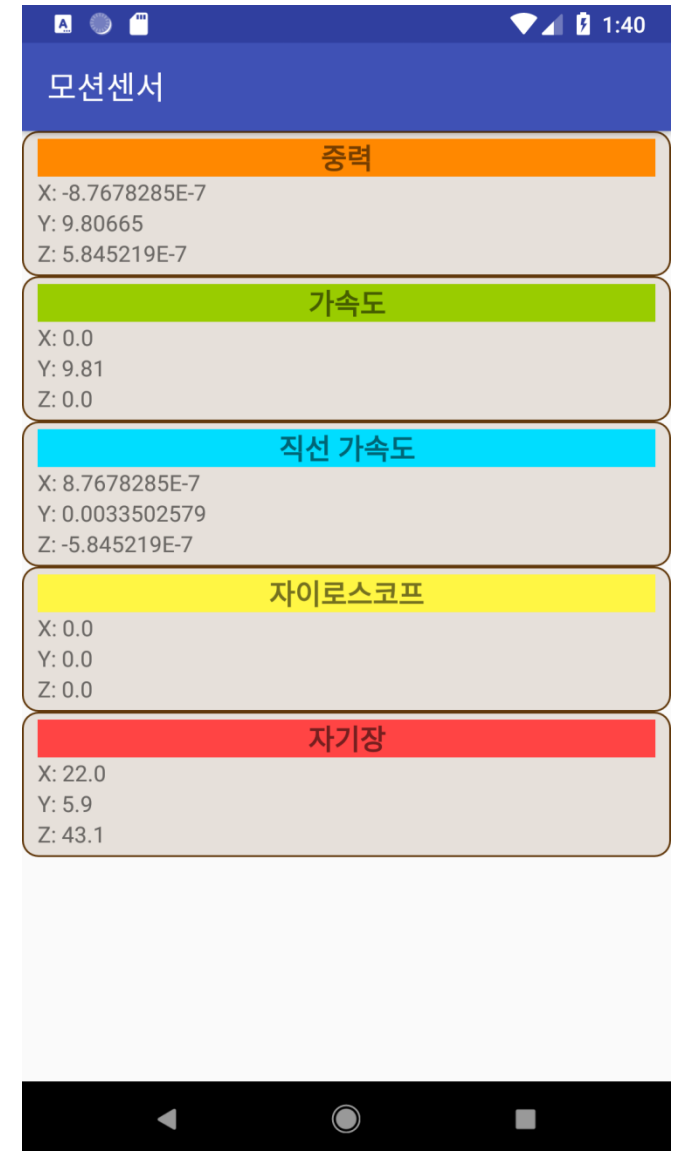 1:40
모션센서
중력
X: -8.7678285E-7
Y: 9.80665
Z: 5.845219E-7
가속도
X: 0.0
Y: 9.81
Z: 0.0
직선 가속도
X: 8.7678285E-7
Y: 0.0033502579
Z: -5.845219E-7
자이로스코프
X: 0.0
Y: 0.0
Z: 0.0
자기장
X: 22.0
Y: 5.9
Z: 43.1